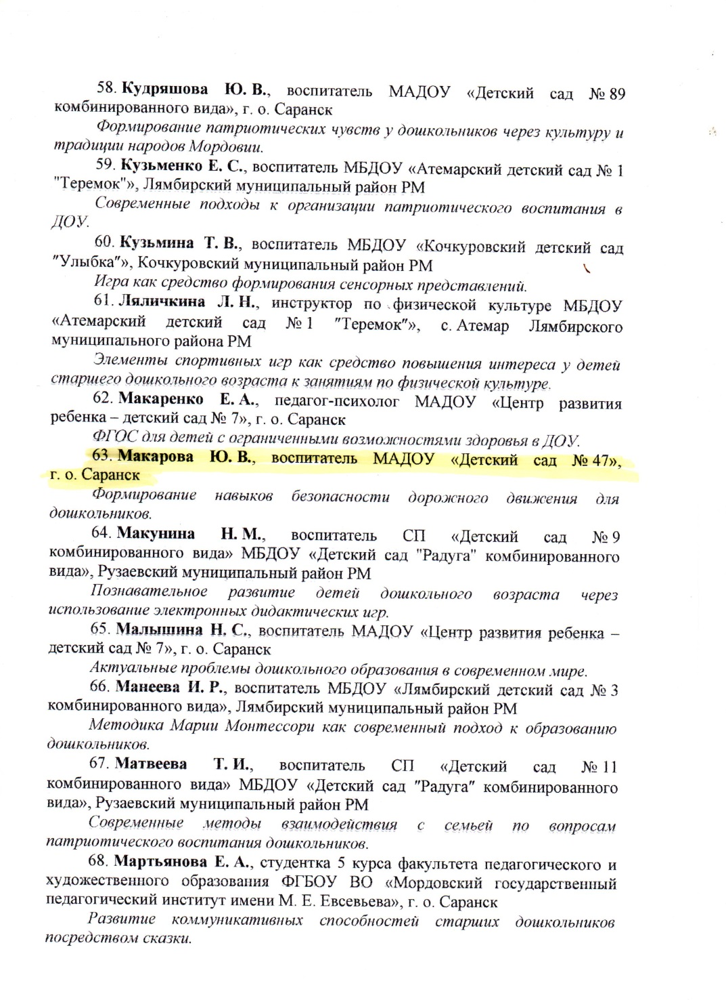 58. Кудряшова Ю. В., воспитатель МАДОУ «Детский сад № 89
комбинированного вида», г. о. Саранск
Формирование патриотических чувств у дошкольников через культуру и
традиции народов Мордовии.
59. Кузьменко Е. С., воспитатель МБДОУ «Атемарский детский сад № 1
"Теремок"», Лямбирский муниципальный район РМ
Современные подходы к организации патриотического воспитания в
ДОУ.
60. Кузьмина Т. В., воспитатель МБДОУ «Кочкуровский детский сад
"Улыбка"», Кочкуровский муниципальный район РМ
Игра как средство формирования сенсорных представлений.
61. Ляличкина Л. Н., инструктор по физической культуре МБДОУ
«Атемарский детский сад № 1 "Теремок"», с. Атемар Лямбирского
муниципального района РМ
Элементы спортивных игр как средство повышения интереса у детей
старшего дошкольного возраста к занятиям по физической культуре.
62. Макаренко Е. А., педагог-психолог МАДОУ «Центр развития
ребенка – детский сад № 7», г. о. Саранск
ФГОС для детей с ограниченными возможностями здоровья в ДОУ.
63. Макарова Ю. В., воспитатель МАДОУ «Детский сад № 47»,
г. о. Саранск
Формирование навыков безопасности дорожного движения для
дошкольников.
64. Макунина Н. М., воспитатель СП «Детский сад № 9
комбинированного вида» МБДОУ «Детский сад "Радуга" комбинированного
вида», Рузаевский муниципальный район РМ
Познавательное развитие детей дошкольного возраста через
использование электронных дидактических игр.
65. Малышина Н. С., воспитатель МАДОУ «Центр развития ребенка –
детский сад № 7», г. о. Саранск
Актуальные проблемы дошкольного образования в современном мире.
66. Манеева И. Р., воспитатель МБДОУ «Лямбирский детский сад № 3
комбинированного вида», Лямбирский муниципальный район РМ
Методика Марии Монтессори как современный подход к образованию
дошкольников.
67. Матвеева Т. И., воспитатель СП «Детский сад № 11
комбинированного вида» МБДОУ «Детский сад "Радуга" комбинированного
вида», Рузаевский муниципальный район РМ
Современные методы взаимодействия с семьей по вопросам
патриотического воспитания дошкольников.
68. Мартьянова Е. А., студентка 5 курса факультета педагогического и
художественного образования ФГБОУ ВО «Мордовский государственный
педагогический институт имени М. Е. Евсевьева», г. о. Саранск
Развитие коммуникативных способностей старших дошкольников
посредством сказки.